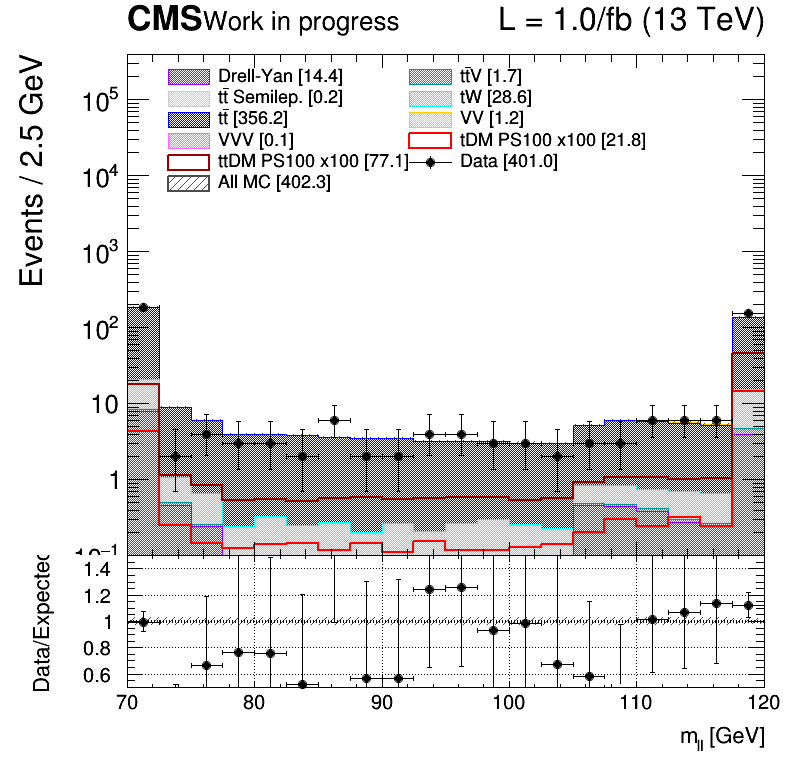 CMS Work in progress L = 1.0/fb (13 TeV)
Events / 2.5 GeV
Drell-Yan [14.4] tt̄V [1.7]
tt̄ Semilep. [0.2] tW [28.6]
tt̄ [356.2] VV [1.2]
VVV [0.1] tDM PS100 x100 [21.8]
ttDM PS100 x100 [77.1] Data [401.0]
All MC [402.3]
10⁵
10⁴
10³
10²
10
1
10⁻¹
Data/Expected
1.4
1.2
1
0.8
0.6
70 80 90 100 110 120
m_ll [GeV]